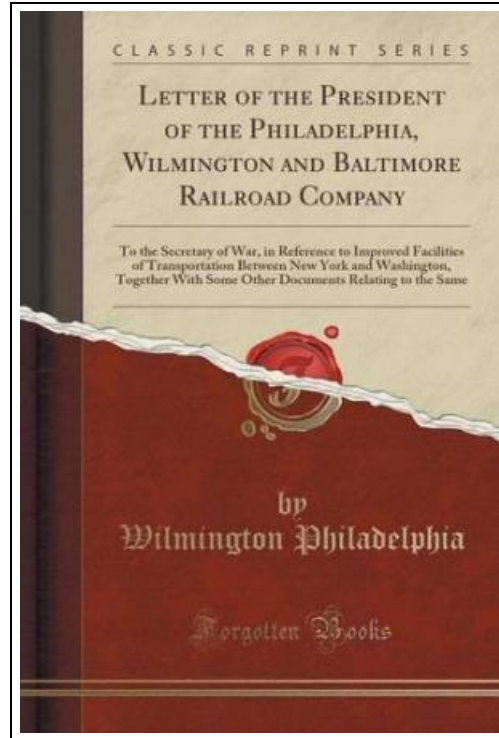 CLASSIC REPRINT SERIES
LETTER OF THE PRESIDENT
OF THE PHILADELPHIA,
WILMINGTON AND BALTIMORE
RAILROAD COMPANY
To the Secretary of War, in Reference to Improved Facilities
of Transportation Between New York and Washington,
Together With Some Other Documents Relating to the Same
by
Wilmington Philadelphia
Forgotten Books